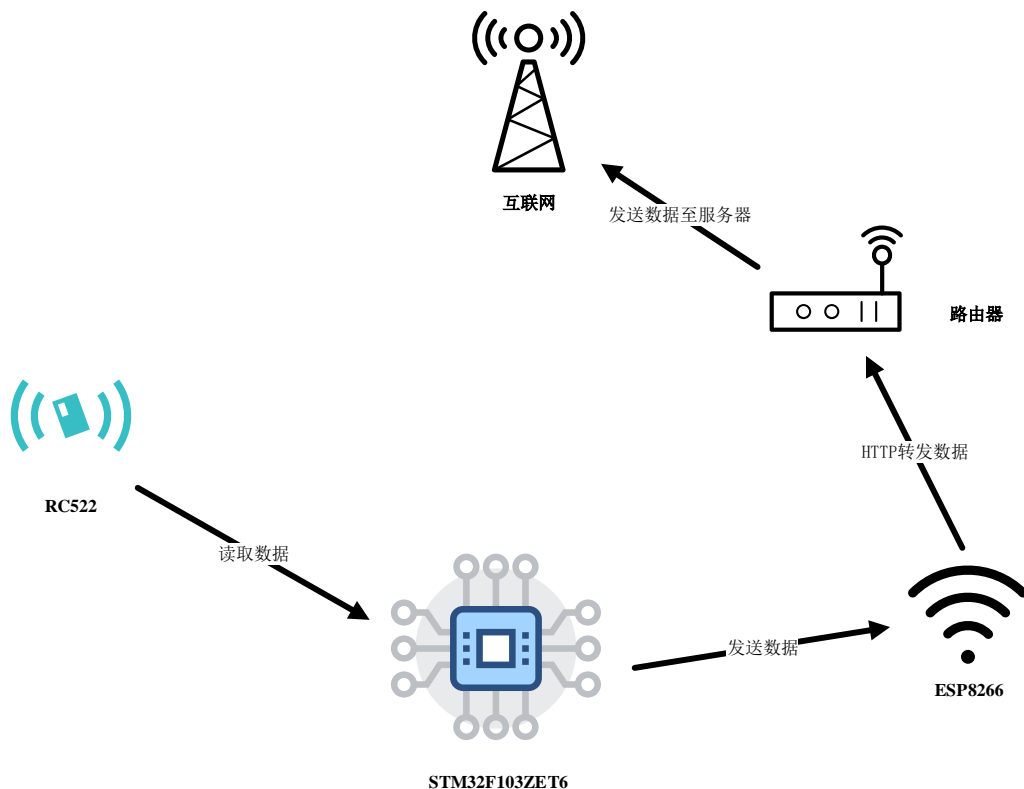 互联网
发送数据至服务器
路由器
HTTP转发数据
RC522
读取数据
发送数据
ESP8266
STM32F103ZET6